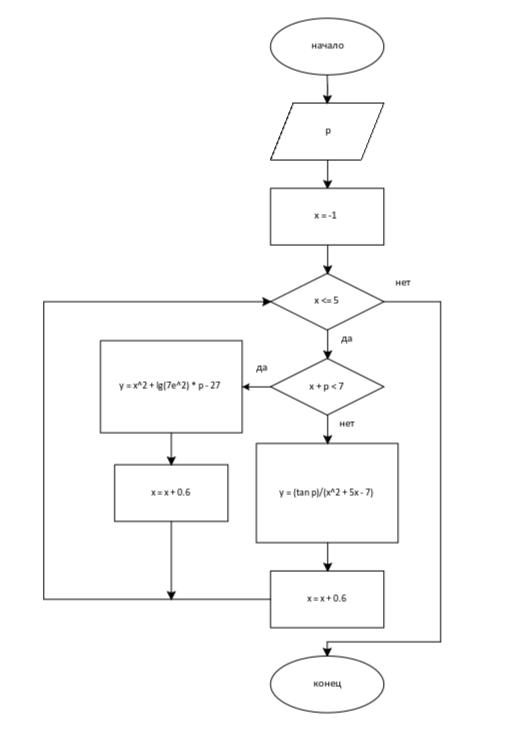 начало
p
x = -1
нет
x <= 5
да
да
x + p < 7
y = x^2 + lg(7e^2) * p - 27
нет
x = x + 0.6
y = (tan p)/(x^2 + 5x - 7)
x = x + 0.6
конец